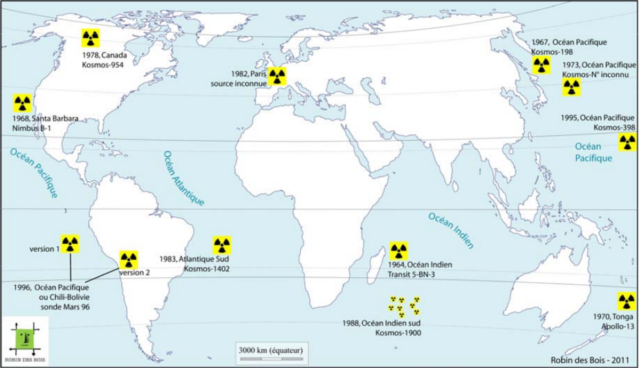 1978, Canada
Kosmos-954
1982, Paris
source inconnue
1967, Océan Pacifique
Kosmos-198
1973, Océan Pacifique
Kosmos-N° inconnu
1968, Santa Barbara
Nimbus B-1
1995, Océan Pacifique
Kosmos-398
Océan Pacifique
Océan Atlantique
Océan
Pacifique
Océan Indien
version 1
version 2
1983, Atlantique Sud
Kosmos-1402
1964, Océan Indien
Transit 5-BN-3
1996, Océan Pacifique
ou Chili-Bolivie
sonde Mars 96
1988, Océan Indien sud
Kosmos-1900
1970, Tonga
Apollo-13
ROBIN DES BOIS
3000 km (équateur)
Robin des Bois - 2011